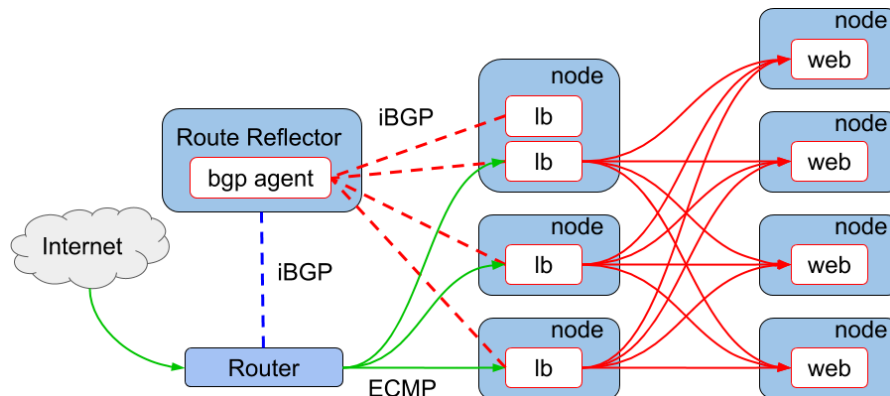 node
web
node
iBGP
lb
Route Reflector
lb
bgp agent
node
web
node
Internet
lb
iBGP
node
web
node
lb
Router
ECMP
node
web